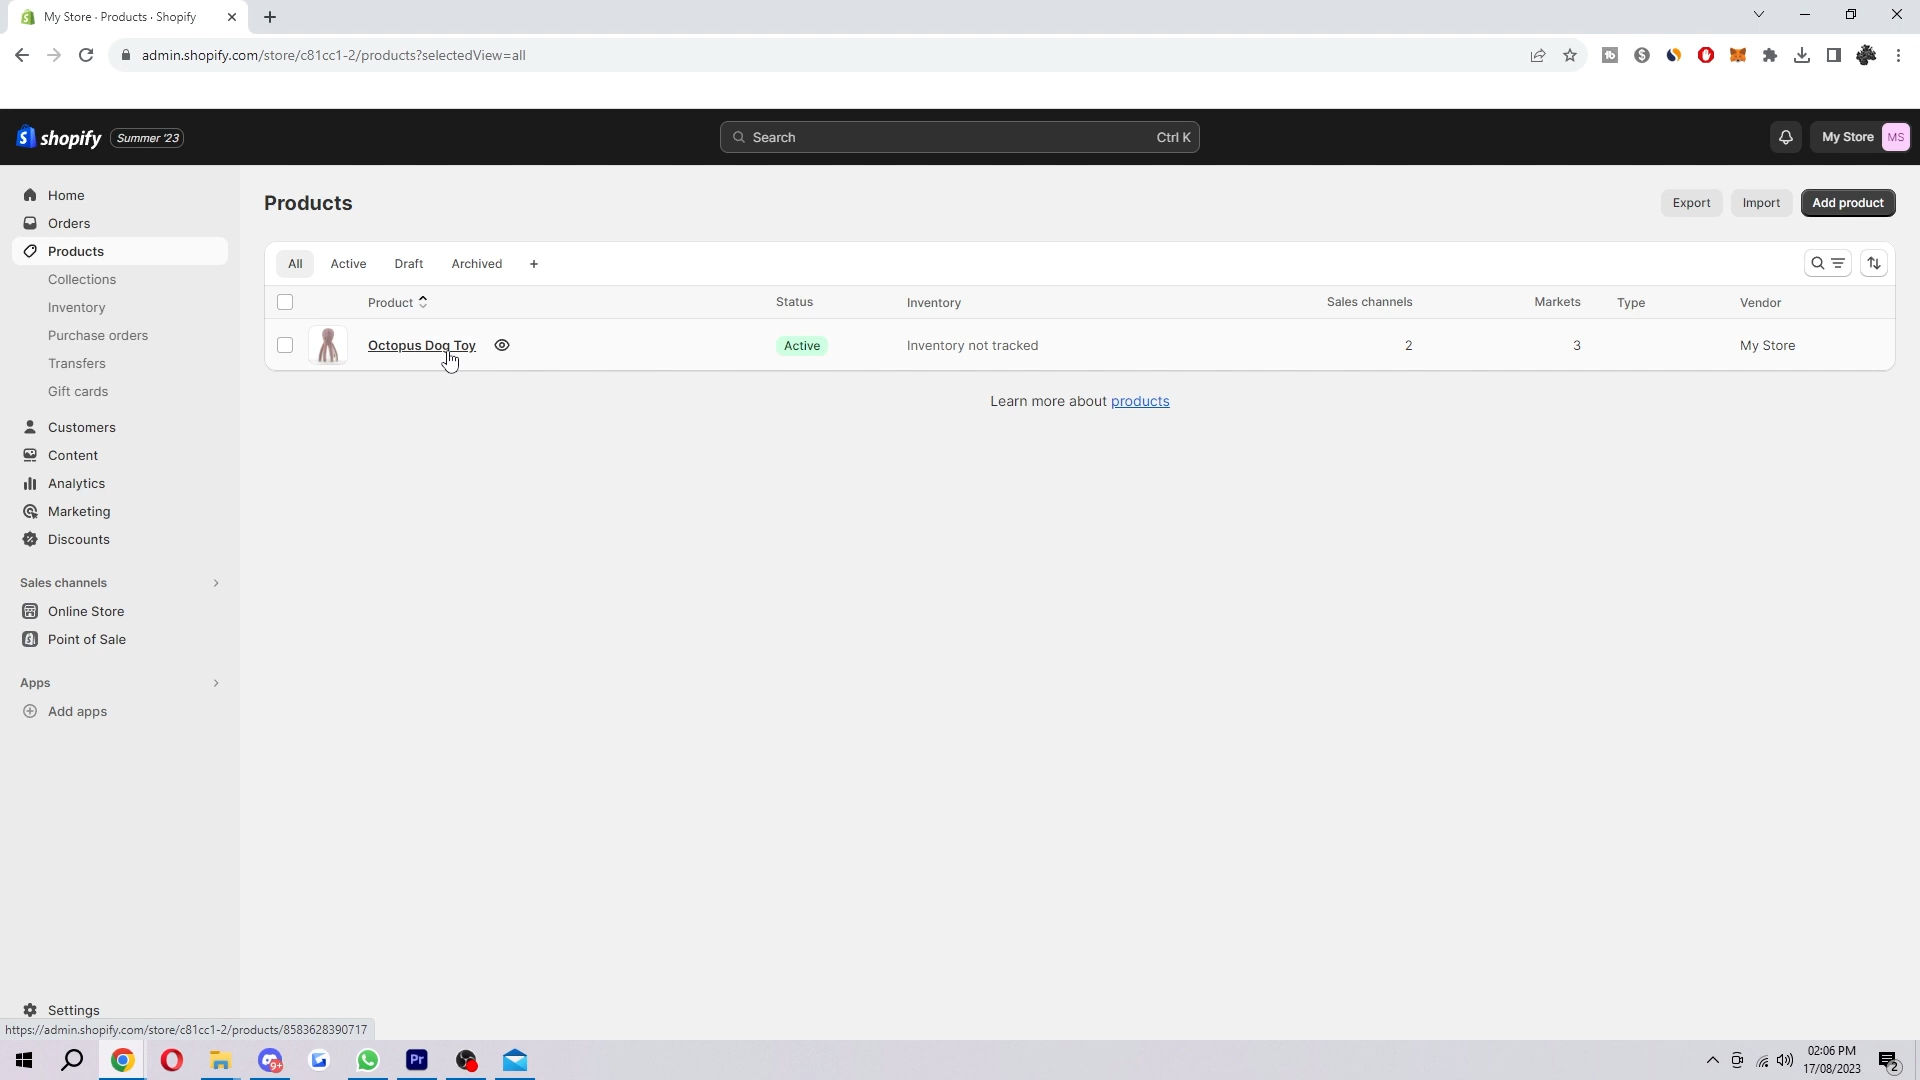 My Store · Products · Shopify
admin.shopify.com/store/c81cc1-2/products?selectedView=all
shopify Summer '23
Search Ctrl K
My Store MS
Home
Orders
Products
Collections
Inventory
Purchase orders
Transfers
Gift cards
Customers
Content
Analytics
Marketing
Discounts
Sales channels
Online Store
Point of Sale
Apps
Add apps
Settings
Products
Export Import Add product
All Active Draft Archived +
Product Status Inventory Sales channels Markets Type Vendor
Octopus Dog Toy Active Inventory not tracked 2 3 My Store
Learn more about products
https://admin.shopify.com/store/c81cc1-2/products/8583628390717
9+
Pr
02:06 PM
17/08/2023
2